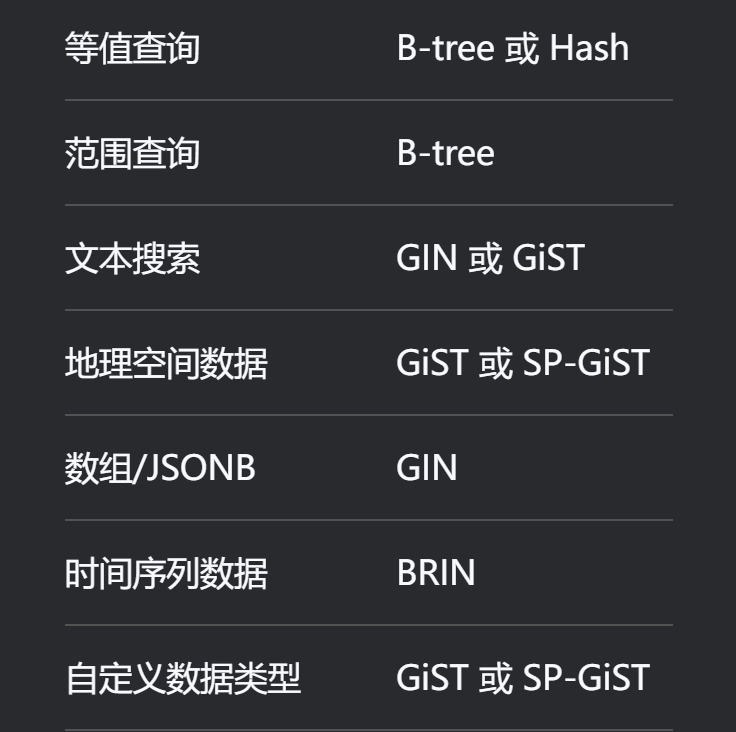 等值查询 B-tree 或 Hash
范围查询 B-tree
文本搜索 GIN 或 GiST
地理空间数据 GiST 或 SP-GiST
数组/JSONB GIN
时间序列数据 BRIN
自定义数据类型 GiST 或 SP-GiST